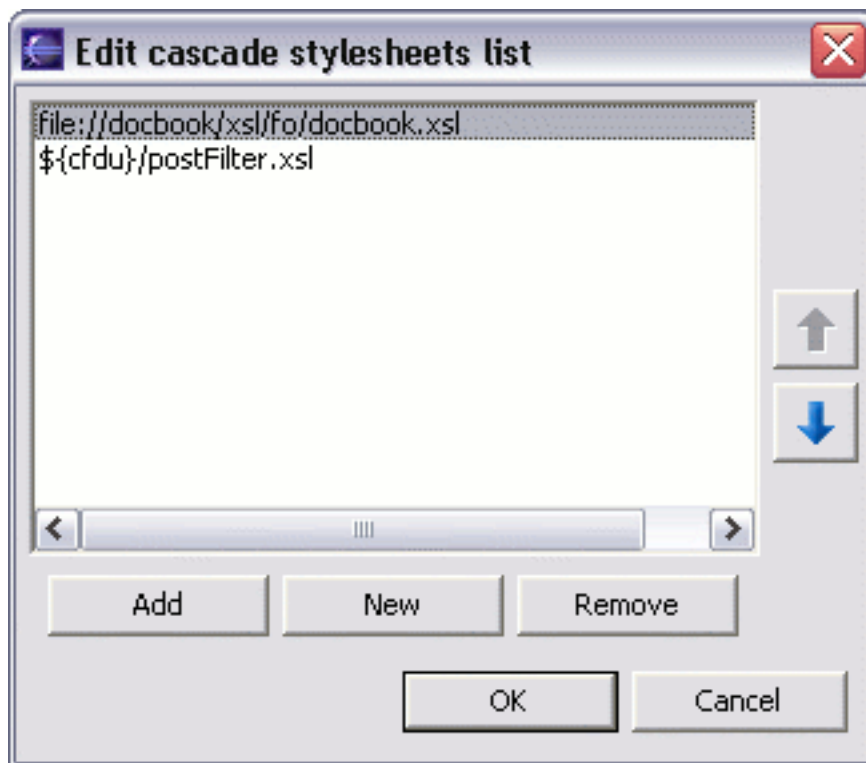 Edit cascade stylesheets list
file://docbook/xsl/fo/docbook.xsl
${cfdu}/postFilter.xsl
Add New Remove
OK Cancel